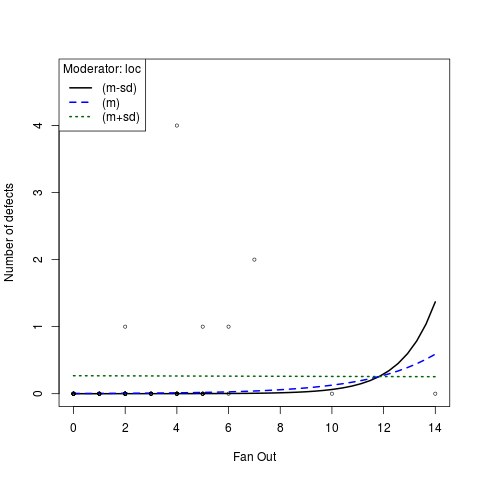 Moderator: loc
(m-sd)
(m)
(m+sd)
Number of defects
4
3
2
1
0
0 2 4 6 8 10 12 14
Fan Out